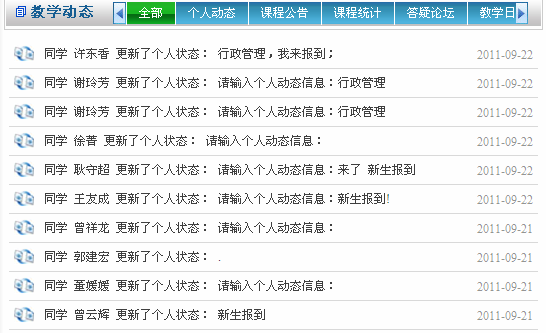 教学动态 全部 个人动态 课程公告 课程统计 答疑论坛 教学日
同学 许东香 更新了个人状态： 行政管理，我来报到； 2011-09-22
同学 谢玲芳 更新了个人状态： 请输入个人动态信息：行政管理 2011-09-22
同学 谢玲芳 更新了个人状态： 请输入个人动态信息：行政管理 2011-09-22
同学 徐菁 更新了个人状态： 请输入个人动态信息： 2011-09-22
同学 耿守超 更新了个人状态： 请输入个人动态信息：来了 新生报到 2011-09-22
同学 王友成 更新了个人状态： 请输入个人动态信息：新生报到! 2011-09-22
同学 曾祥龙 更新了个人状态： 请输入个人动态信息： 2011-09-21
同学 郭建宏 更新了个人状态： . 2011-09-21
同学 董媛媛 更新了个人状态： 请输入个人动态信息： 2011-09-21
同学 曾云辉 更新了个人状态： 新生报到 2011-09-21